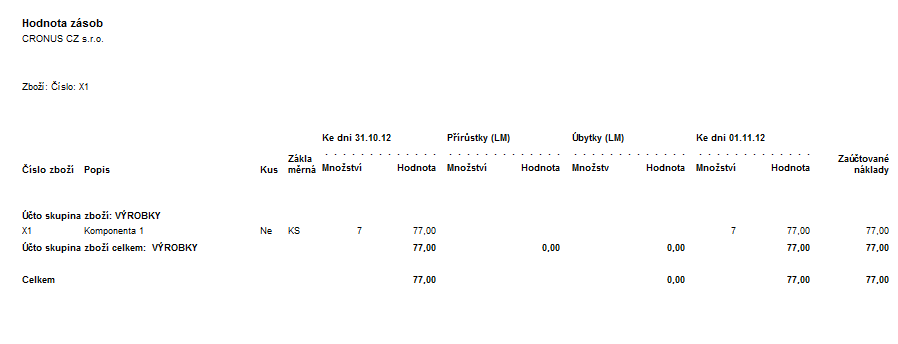 Hodnota zásob
CRONUS CZ s.r.o.
Zboží: Číslo: X1
Ke dni 31.10.12 Přírůstky (LM) Úbytky (LM) Ke dni 01.11.12
Číslo zboží Popis Kus Zákla měrná Množství Hodnota Množství Hodnota Množstv Hodnota Množství Hodnota Zaúčtované náklady
Účto skupina zboží: VÝROBKY
X1 Komponenta 1 Ne KS 7 77,00 7 77,00 77,00
Účto skupina zboží celkem: VÝROBKY 77,00 0,00 0,00 77,00 77,00
Celkem 77,00 0,00 77,00 77,00